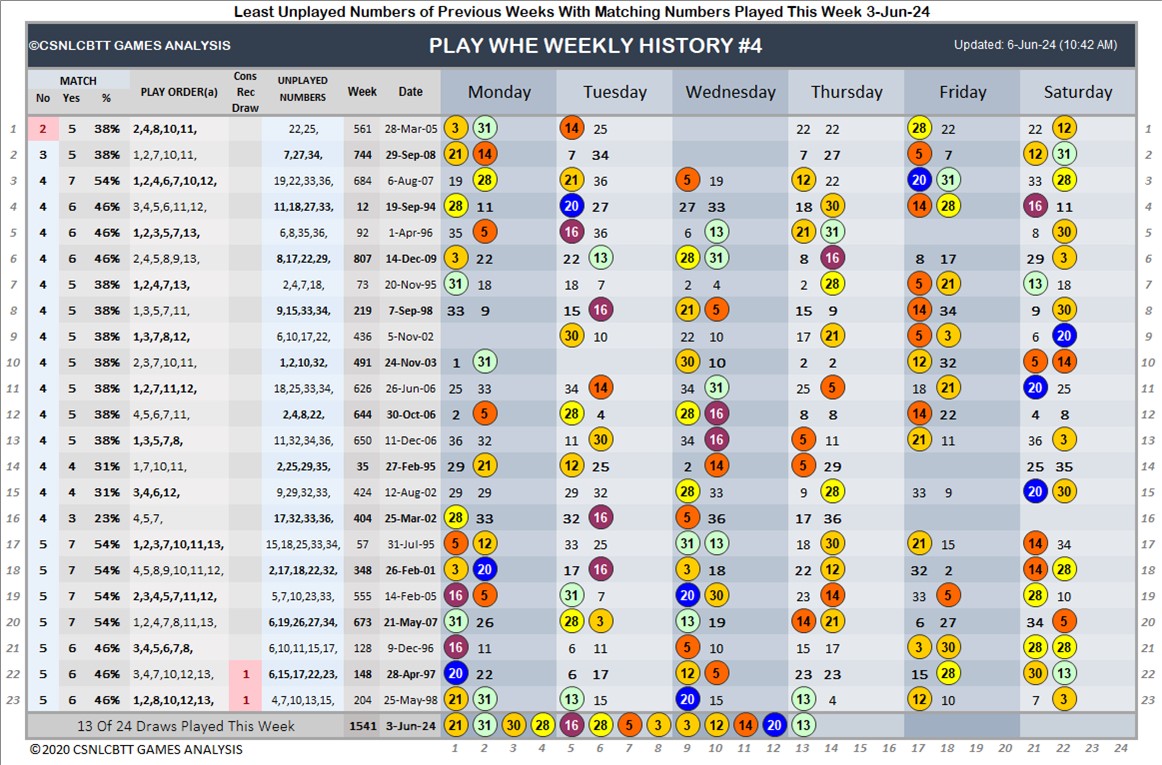 Least Unplayed Numbers of Previous Weeks With Matching Numbers Played This Week 3-Jun-24
©CSNLCBTT GAMES ANALYSIS PLAY WHE WEEKLY HISTORY #4 Updated: 6-Jun-24 (10:42 AM)
MATCH No Yes % PLAY ORDER(a) Cons Rec Draw UNPLAYED NUMBERS Week Date Monday Tuesday Wednesday Thursday Friday Saturday
1 2 5 38% 2,4,8,10,11, 22,25, 561 28-Mar-05 3 31 14 25 22 22 28 22 22 12 1
2 3 5 38% 1,2,7,10,11, 7,27,34, 744 29-Sep-08 21 14 7 34 7 27 5 7 12 31 2
3 4 7 54% 1,2,4,6,7,10,12, 19,22,33,36, 684 6-Aug-07 19 28 21 36 5 19 12 22 20 31 33 28 3
4 4 6 46% 3,4,5,6,11,12, 11,18,27,33, 12 19-Sep-94 28 11 20 27 27 33 18 30 14 28 16 11 4
5 4 6 46% 1,2,3,5,7,13, 6,8,35,36, 92 1-Apr-96 35 5 16 36 6 13 21 31 8 30 5
6 4 6 46% 2,4,5,8,9,13, 8,17,22,29, 807 14-Dec-09 3 22 22 13 28 31 8 16 8 17 29 3 6
7 4 5 38% 1,2,4,7,13, 2,4,7,18, 73 20-Nov-95 31 18 18 7 2 4 2 28 5 21 13 18 7
8 4 5 38% 1,3,5,7,11, 9,15,33,34, 219 7-Sep-98 33 9 15 16 21 5 15 9 14 34 9 30 8
9 4 5 38% 1,3,7,8,12, 6,10,17,22, 436 5-Nov-02 30 10 22 10 17 21 5 3 6 20 9
10 4 5 38% 2,3,7,10,11, 1,2,10,32, 491 24-Nov-03 1 31 30 10 2 2 12 32 5 14 10
11 4 5 38% 1,2,7,11,12, 18,25,33,34, 626 26-Jun-06 25 33 34 14 34 31 25 5 18 21 20 25 11
12 4 5 38% 4,5,6,7,11, 2,4,8,22, 644 30-Oct-06 2 5 28 4 28 16 8 8 14 22 4 8 12
13 4 5 38% 1,3,5,7,8, 11,32,34,36, 650 11-Dec-06 36 32 11 30 34 16 5 11 21 11 36 3 13
14 4 4 31% 1,7,10,11, 2,25,29,35, 35 27-Feb-95 29 21 12 25 2 14 5 29 25 35 14
15 4 4 31% 3,4,6,12, 9,29,32,33, 424 12-Aug-02 29 29 29 32 28 33 9 28 33 9 20 30 15
16 4 3 23% 4,5,7, 17,32,33,36, 404 25-Mar-02 28 33 32 16 5 36 17 36 16
17 5 7 54% 1,2,3,7,10,11,13, 15,18,25,33,34, 57 31-Jul-95 5 12 33 25 31 13 18 30 21 15 14 34 17
18 5 7 54% 4,5,8,9,10,11,12, 2,17,18,22,32, 348 26-Feb-01 3 20 17 16 3 18 22 12 32 2 14 28 18
19 5 7 54% 2,3,4,5,7,11,12, 5,7,10,23,33, 555 14-Feb-05 16 5 31 7 20 30 23 14 33 5 28 10 19
20 5 7 54% 1,2,4,7,8,11,13, 6,19,26,27,34, 673 21-May-07 31 26 28 3 13 19 14 21 6 27 34 5 20
21 5 6 46% 3,4,5,6,7,8, 6,10,11,15,17, 128 9-Dec-96 16 11 6 11 5 10 15 17 3 30 28 28 21
22 5 6 46% 3,4,7,10,12,13, 1 6,15,17,22,23, 148 28-Apr-97 20 22 6 17 12 5 23 23 15 28 30 13 22
23 5 6 46% 1,2,8,10,12,13, 1 4,7,10,13,15, 204 25-May-98 21 31 13 15 20 15 13 4 12 10 7 3 23
13 Of 24 Draws Played This Week 1541 3-Jun-24 21 31 30 28 16 28 5 3 3 12 14 20 13
© 2020 CSNLCBTT GAMES ANALYSIS 1 2 3 4 5 6 7 8 9 10 11 12 13 14 15 16 17 18 19 20 21 22 23 24